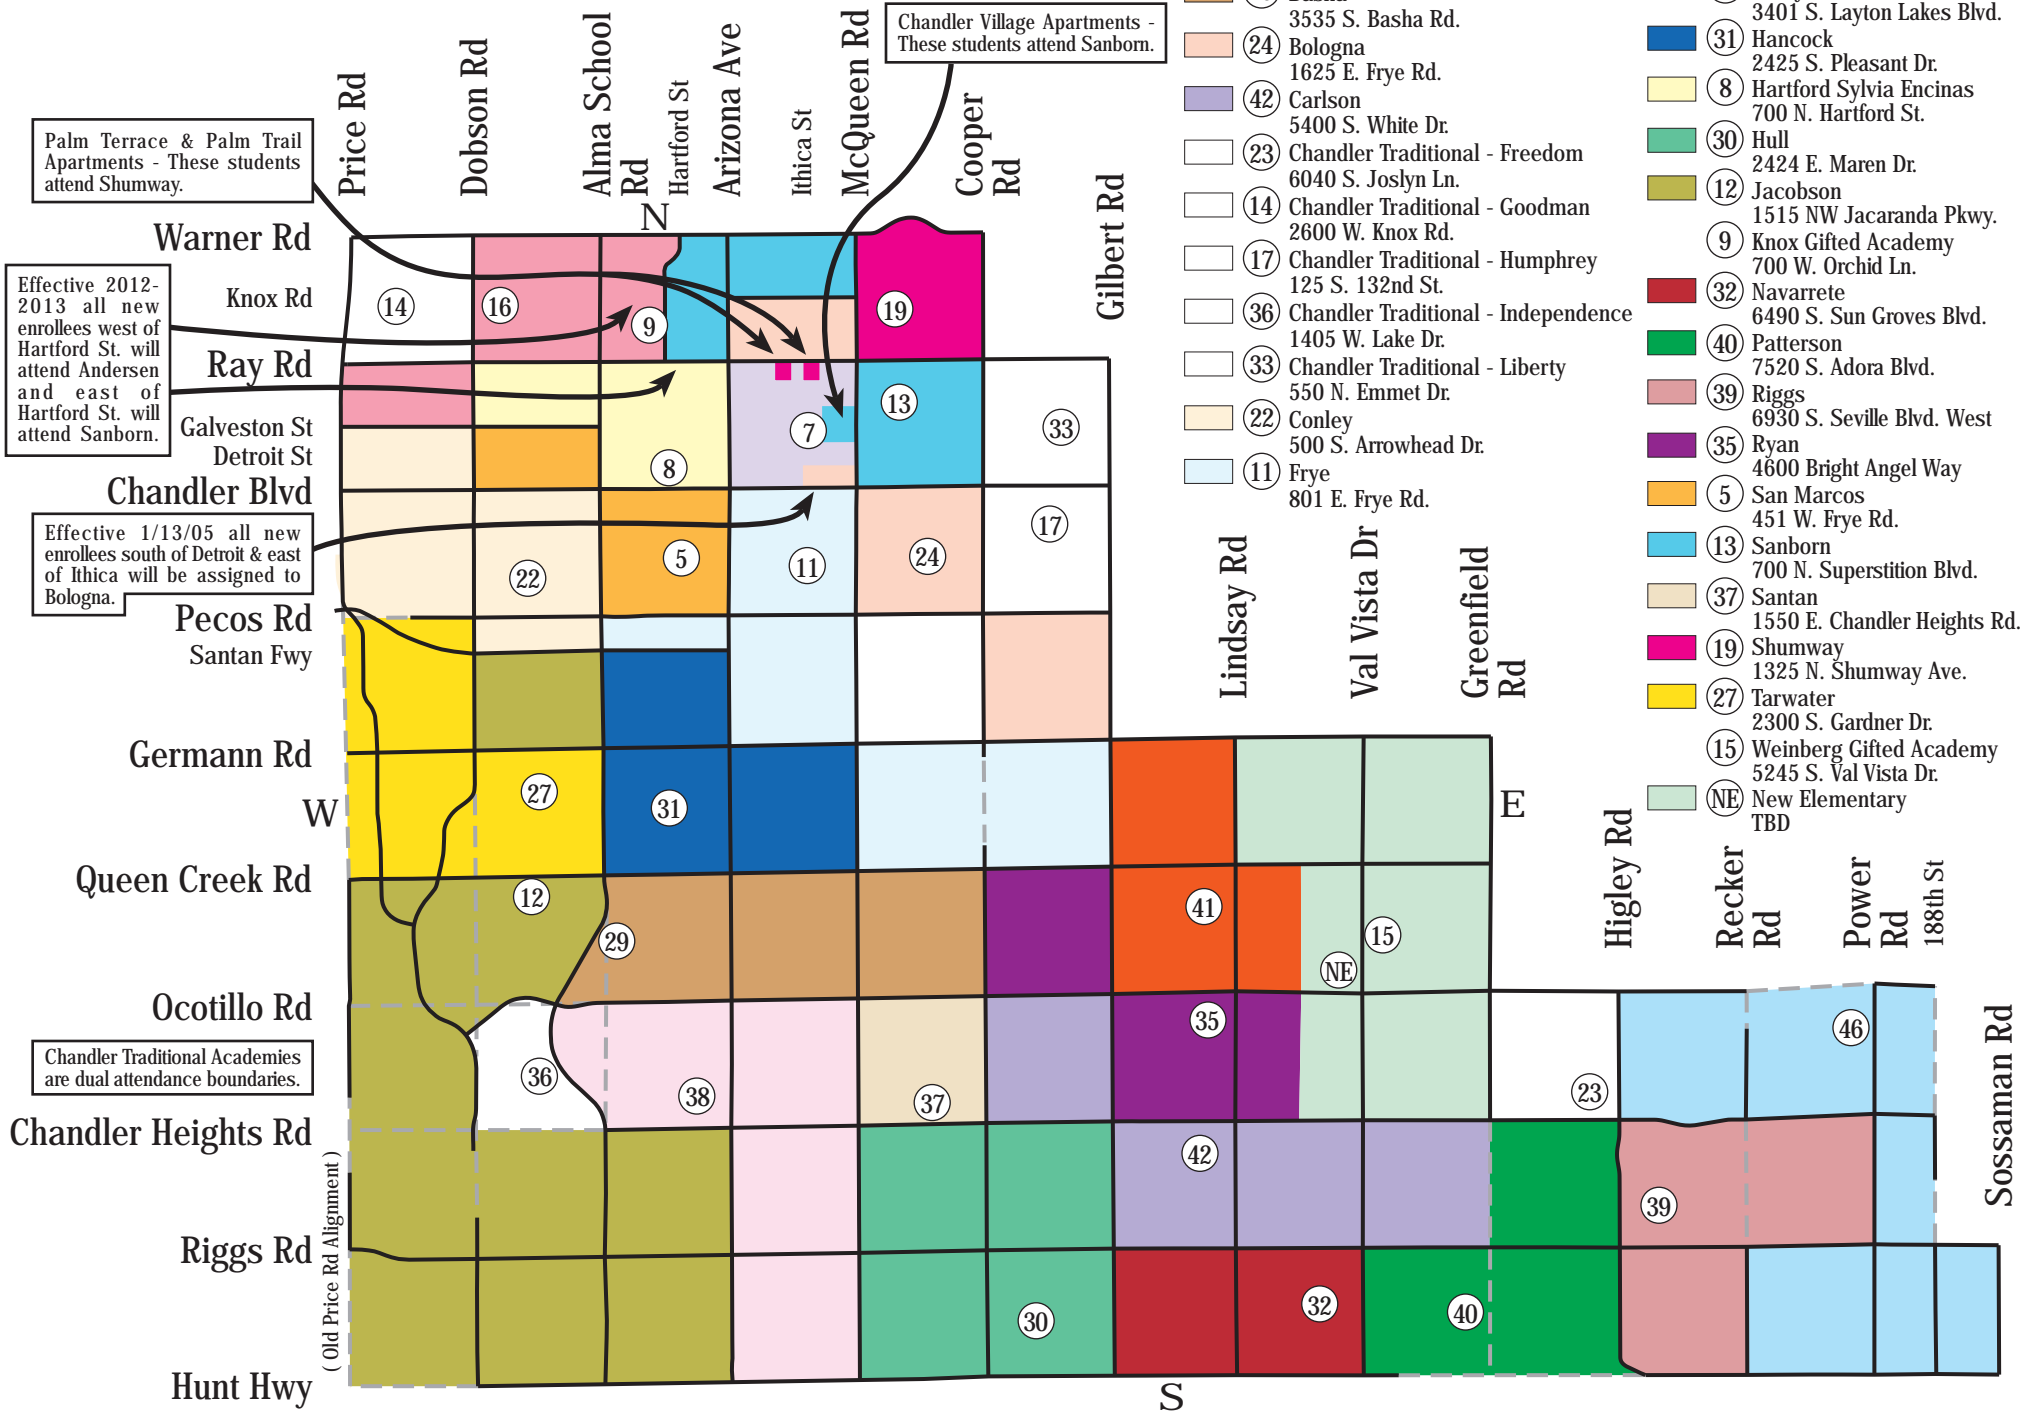 Chandler Village Apartments -
These students attend Sanborn.
Palm Terrace & Palm Trail
Apartments - These students
attend Shumway.
Effective 2012-
2013 all new
enrollees west of
Hartford St. will
attend Andersen
and east of
Hartford St. will
attend Sanborn.
Effective 1/13/05 all new
enrollees south of Detroit & east
of Ithica will be assigned to
Bologna.
Chandler Traditional Academies
are dual attendance boundaries.
Price Rd
Dobson Rd
Alma School
Rd
Hartford St
Arizona Ave
Ithica St
McQueen Rd
Cooper
Rd
Gilbert Rd
Lindsay Rd
Val Vista Dr
Greenfield
Rd
Higley Rd
Recker
Rd
Power
Rd
188th St
Sossaman Rd
N
W
E
S
Warner Rd
Knox Rd
Ray Rd
Galveston St
Detroit St
Chandler Blvd
Pecos Rd
Santan Fwy
Germann Rd
Queen Creek Rd
Ocotillo Rd
Chandler Heights Rd
Riggs Rd
Hunt Hwy
( Old Price Rd Alignment )
14
16
9
19
7
13
33
8
22
5
11
24
17
27
31
12
29
41
NE
15
36
38
37
35
23
46
42
39
30
32
40
3535 S. Basha Rd.
24 Bologna
1625 E. Frye Rd.
42 Carlson
5400 S. White Dr.
23 Chandler Traditional - Freedom
6040 S. Joslyn Ln.
14 Chandler Traditional - Goodman
2600 W. Knox Rd.
17 Chandler Traditional - Humphrey
125 S. 132nd St.
36 Chandler Traditional - Independence
1405 W. Lake Dr.
33 Chandler Traditional - Liberty
550 N. Emmet Dr.
22 Conley
500 S. Arrowhead Dr.
11 Frye
801 E. Frye Rd.
3401 S. Layton Lakes Blvd.
31 Hancock
2425 S. Pleasant Dr.
8 Hartford Sylvia Encinas
700 N. Hartford St.
30 Hull
2424 E. Maren Dr.
12 Jacobson
1515 NW Jacaranda Pkwy.
9 Knox Gifted Academy
700 W. Orchid Ln.
32 Navarrete
6490 S. Sun Groves Blvd.
40 Patterson
7520 S. Adora Blvd.
39 Riggs
6930 S. Seville Blvd. West
35 Ryan
4600 Bright Angel Way
5 San Marcos
451 W. Frye Rd.
13 Sanborn
700 N. Superstition Blvd.
37 Santan
1550 E. Chandler Heights Rd.
19 Shumway
1325 N. Shumway Ave.
27 Tarwater
2300 S. Gardner Dr.
15 Weinberg Gifted Academy
5245 S. Val Vista Dr.
NE New Elementary
TBD